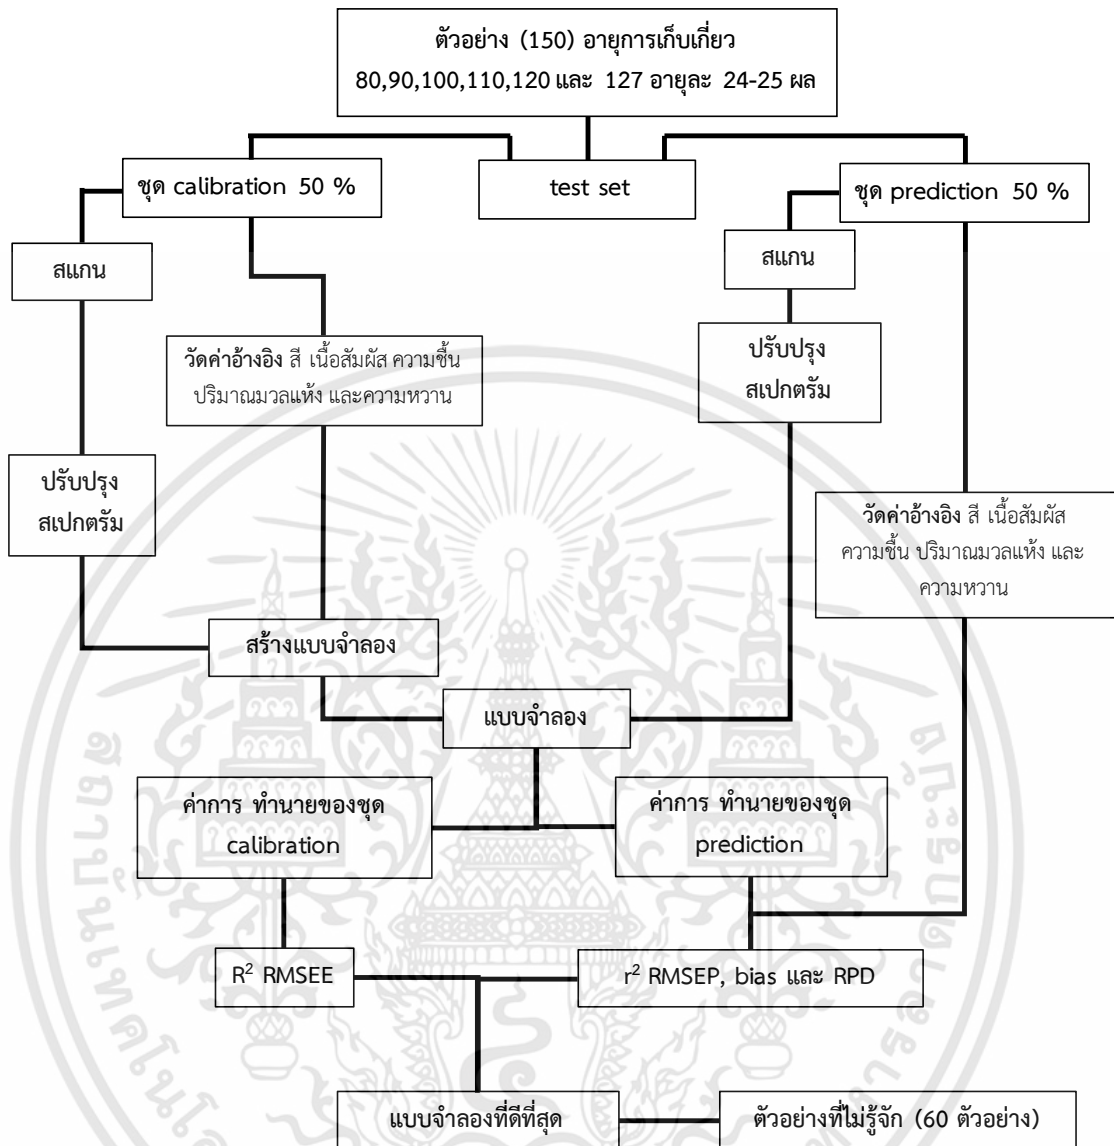 ตัวอย่าง (150) อายุการเก็บเกี่ยว
80,90,100,110,120 และ 127 อายุละ 24-25 ผล
ชุด calibration 50 %
test set
ชุด prediction 50 %
สแกน
สแกน
วัดค่าอ้างอิง สี เนื้อสัมผัส ความชื้น
ปริมาณมวลแห้ง และความหวาน
ปรับปรุง
สเปกตรัม
ปรับปรุง
สเปกตรัม
วัดค่าอ้างอิง สี เนื้อสัมผัส
ความชื้น ปริมาณมวลแห้ง และ
ความหวาน
สร้างแบบจำลอง
แบบจำลอง
ค่าการ ทำนายของชุด
calibration
ค่าการ ทำนายของชุด
prediction
R² RMSEE
r² RMSEP, bias และ RPD
แบบจำลองที่ดีที่สุด
ตัวอย่างที่ไม่รู้จัก (60 ตัวอย่าง)